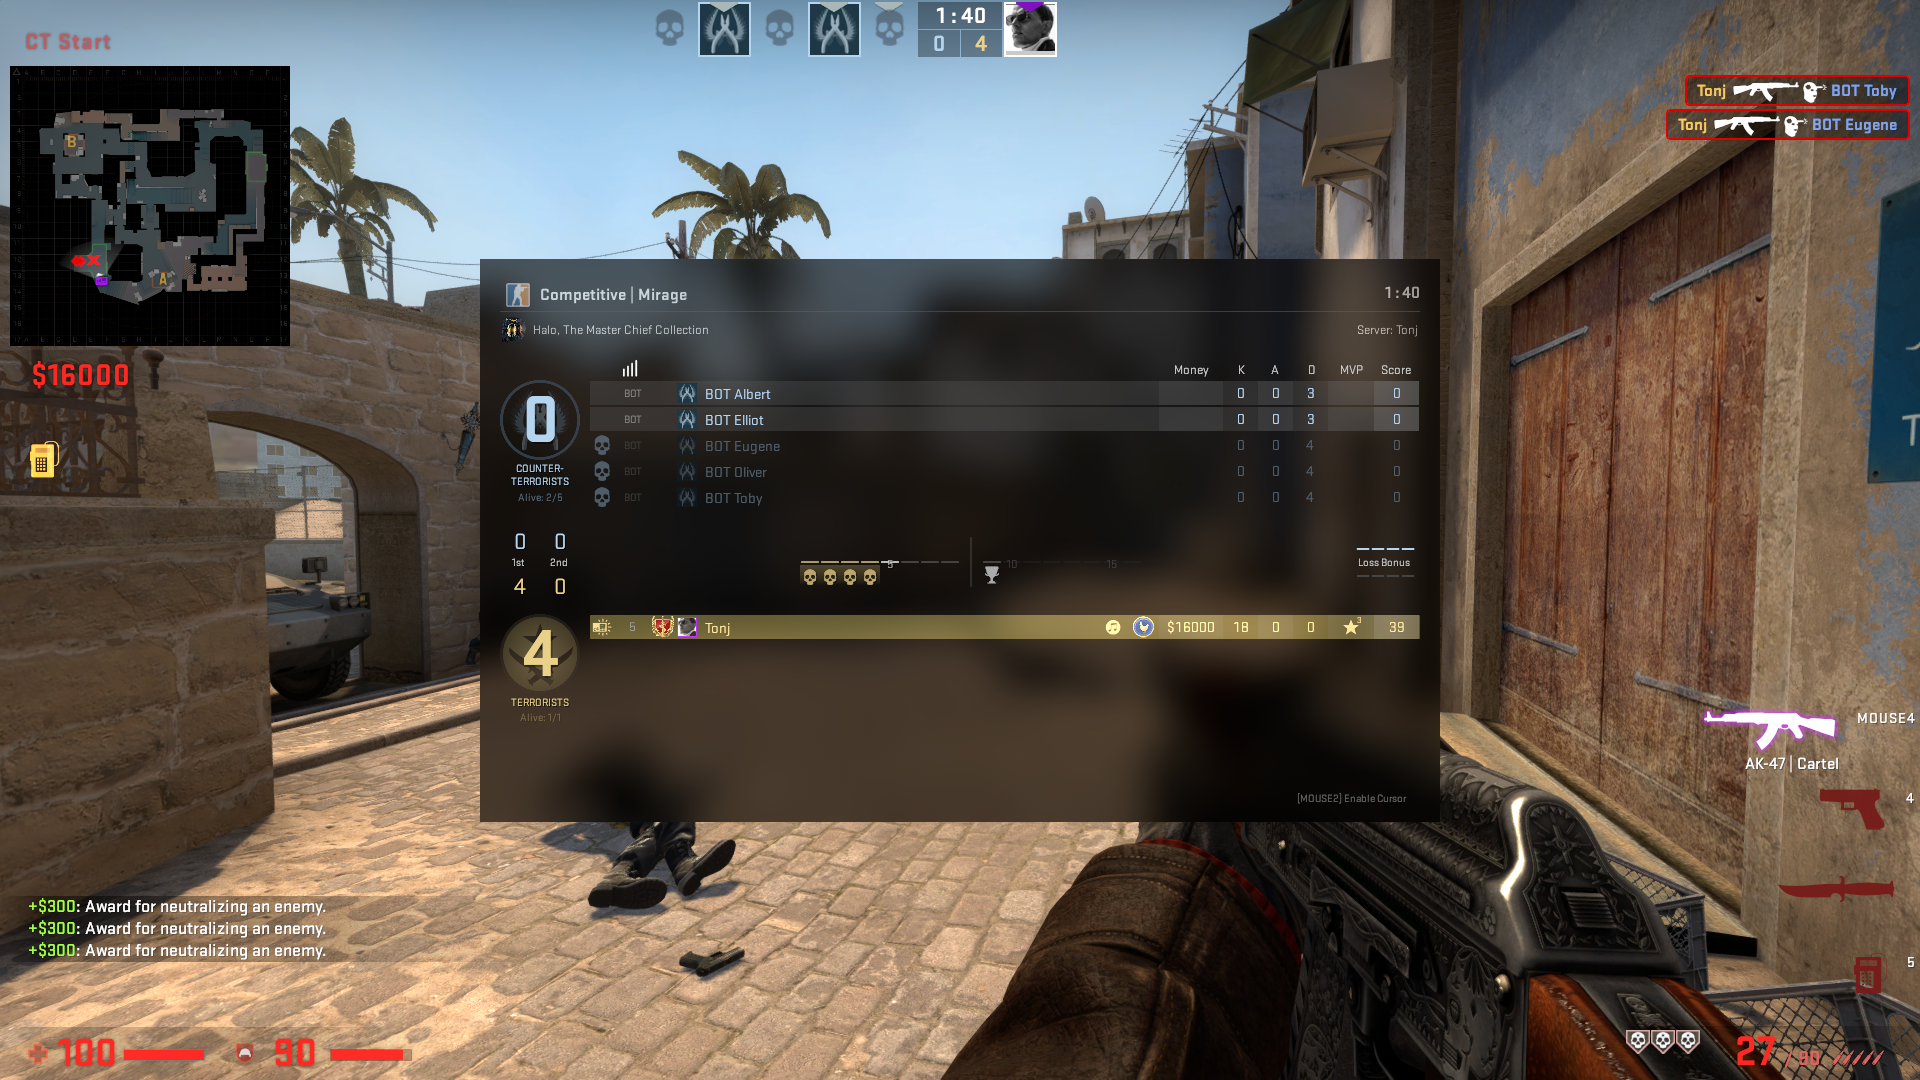 CT Start
1:40
0 4
Tonj BOT Toby
Tonj BOT Eugene
B
A
$16000
Competitive | Mirage
1:40
Halo, The Master Chief Collection
Server: Tonj
Money K A D MVP Score
0
COUNTER-
TERRORISTS
Alive: 2/5
BOT BOT Albert 0 0 3 0
BOT BOT Elliot 0 0 3 0
BOT BOT Eugene 0 0 4 0
BOT BOT Oliver 0 0 4 0
BOT BOT Toby 0 0 4 0
0 0
1st 2nd
4 0
5 10 15
Loss Bonus
5 Tonj $16000 18 0 0 3 39
4
TERRORISTS
Alive: 1/1
[MOUSE2] Enable Cursor
MOUSE4
AK-47 | Cartel
4
5
+$300: Award for neutralizing an enemy.
+$300: Award for neutralizing an enemy.
+$300: Award for neutralizing an enemy.
100 90
27 / 90